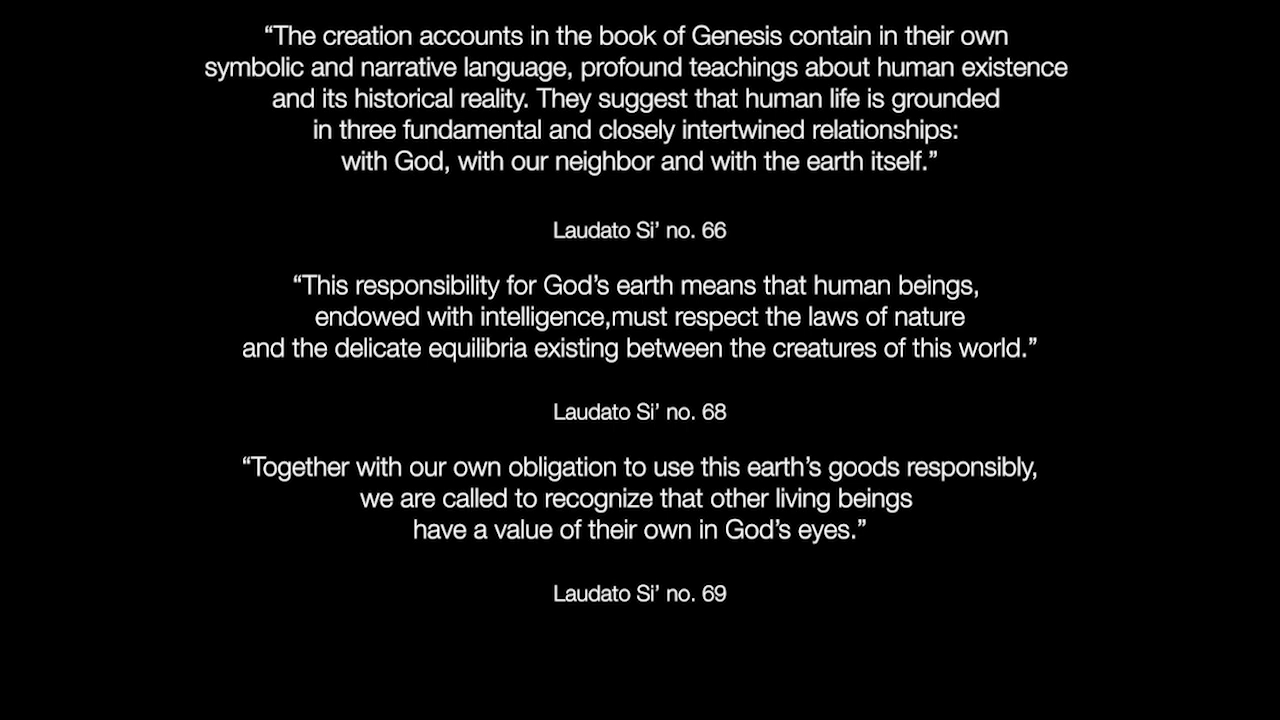 “The creation accounts in the book of Genesis contain in their own
symbolic and narrative language, profound teachings about human existence
and its historical reality. They suggest that human life is grounded
in three fundamental and closely intertwined relationships:
with God, with our neighbor and with the earth itself.”
Laudato Si’ no. 66
“This responsibility for God’s earth means that human beings,
endowed with intelligence,must respect the laws of nature
and the delicate equilibria existing between the creatures of this world.”
Laudato Si’ no. 68
“Together with our own obligation to use this earth’s goods responsibly,
we are called to recognize that other living beings
have a value of their own in God’s eyes.”
Laudato Si’ no. 69